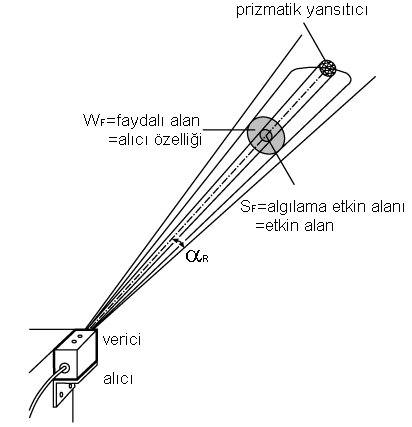 prizmatik yansıtıcı
WF=faydalı alan
=alıcı özelliği
SF=algılama etkin alanı
=etkin alan
αR
verici
alıcı